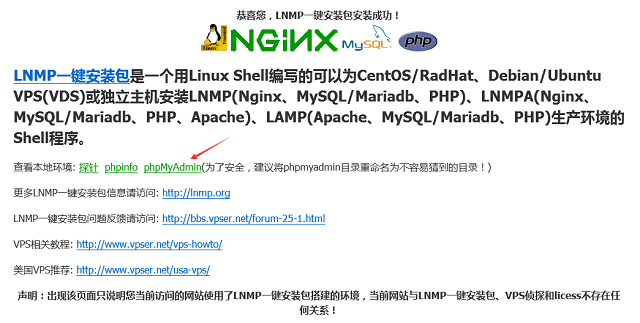 恭喜您，LNMP一键安装包安装成功！
NGINX MySQL php
LNMP一键安装包是一个用Linux Shell编写的可以为CentOS/RadHat、Debian/Ubuntu
VPS(VDS)或独立主机安装LNMP(Nginx、MySQL/Mariadb、PHP)、LNMPA(Nginx、
MySQL/Mariadb、PHP、Apache)、LAMP(Apache、MySQL/Mariadb、PHP)生产环境的
Shell程序。
查看本地环境: 探针 phpinfo phpMyAdmin(为了安全，建议将phpmyadmin目录重命名为不容易猜到的目录！)
更多LNMP一键安装包信息请访问: http://lnmp.org
LNMP一键安装包问题反馈请访问: http://bbs.vpser.net/forum-25-1.html
VPS相关教程: http://www.vpser.net/vps-howto/
美国VPS推荐: http://www.vpser.net/usa-vps/
声明：出现该页面只说明您当前访问的网站使用了LNMP一键安装包搭建的环境，当前网站与LNMP一键安装包、VPS侦探和licess不存在任
何关系！